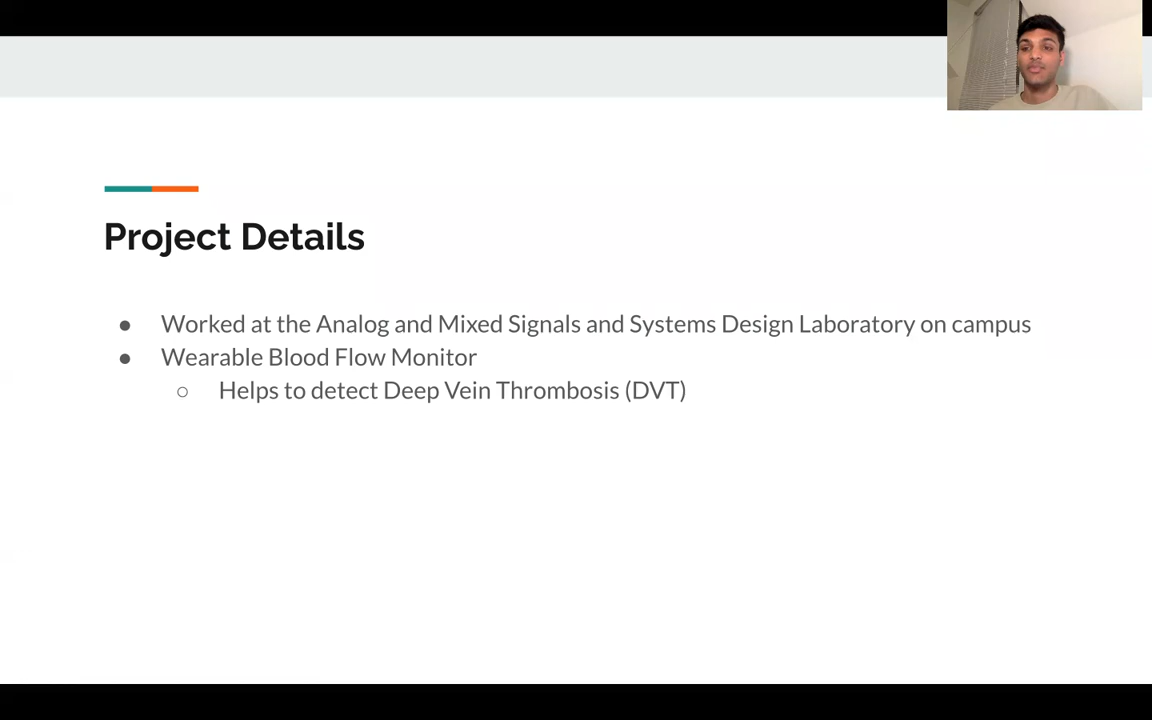 Project Details
● Worked at the Analog and Mixed Signals and Systems Design Laboratory on campus
● Wearable Blood Flow Monitor
○ Helps to detect Deep Vein Thrombosis (DVT)